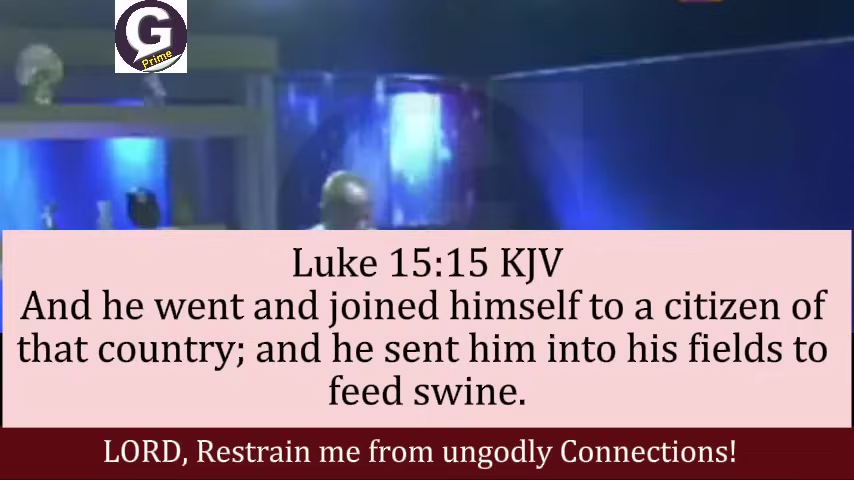 G
Prime
Luke 15:15 KJV
And he went and joined himself to a citizen of
that country; and he sent him into his fields to
feed swine.
LORD, Restrain me from ungodly Connections!